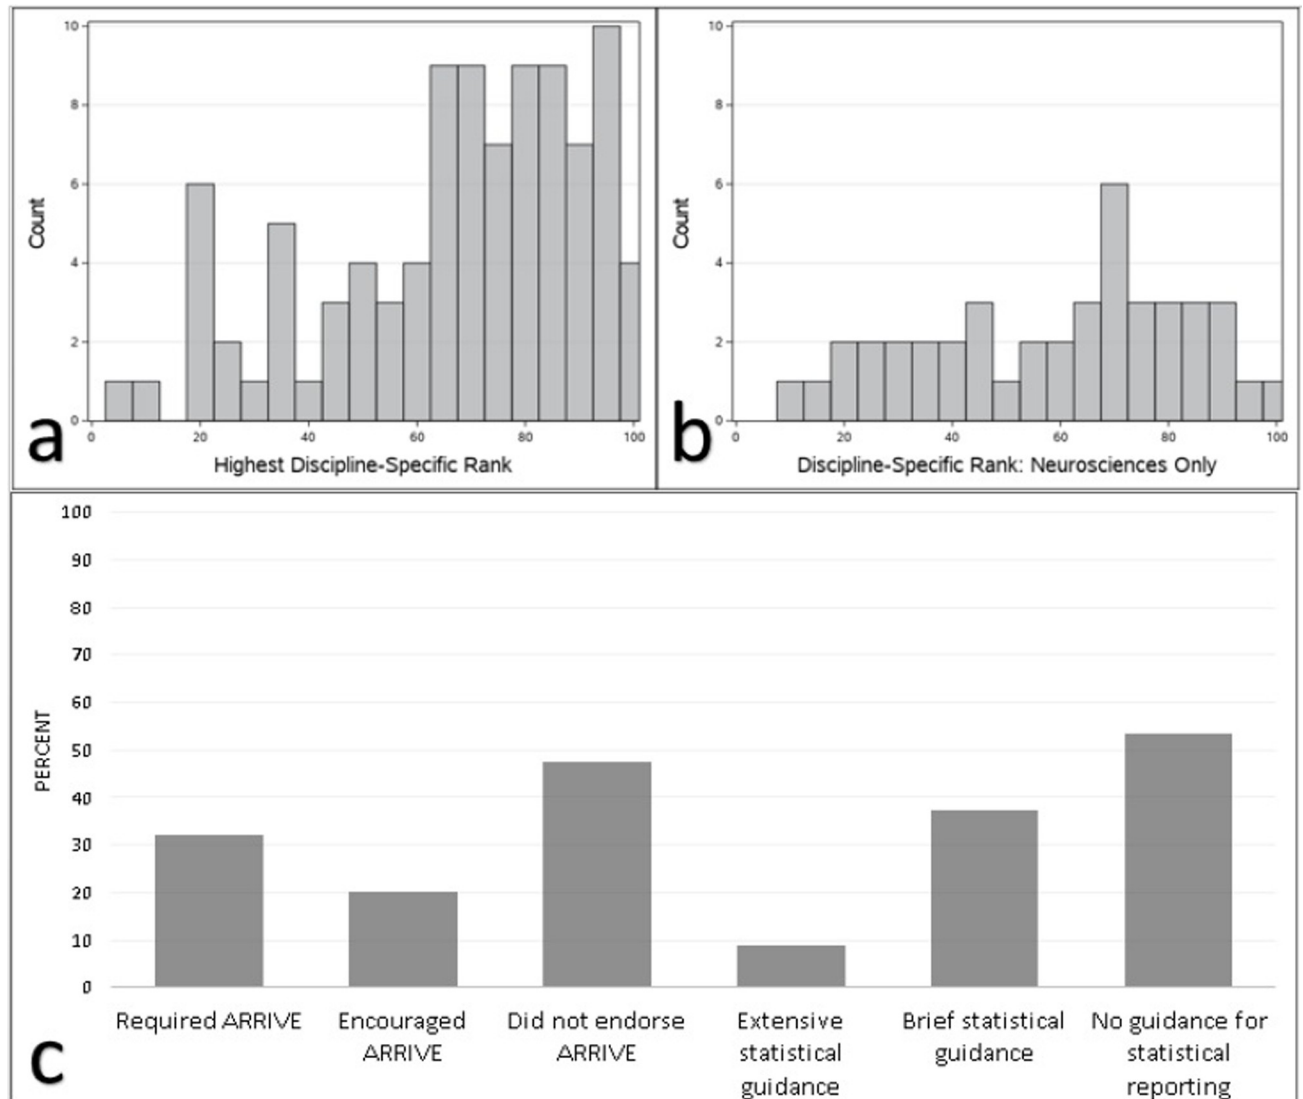 10
8
6
4
2
0
Count
0 20 40 60 80 100
Highest Discipline-Specific Rank
a
10
8
6
4
2
0
Count
0 20 40 60 80 100
Discipline-Specific Rank: Neurosciences Only
b
100
90
80
70
60
50
40
30
20
10
0
PERCENT
Required ARRIVE
Encouraged
ARRIVE
Did not endorse
ARRIVE
Extensive
statistical
guidance
Brief statistical
guidance
No guidance for
statistical
reporting
c